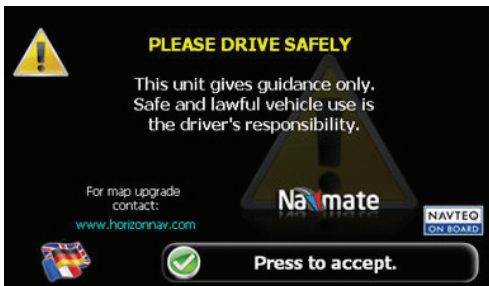 PLEASE DRIVE SAFELY
This unit gives guidance only.
Safe and lawful vehicle use is
the driver's responsibility.
For map upgrade
contact:
www.horizonnav.com
Navmate
NAVTEQ
ON BOARD
Press to accept.